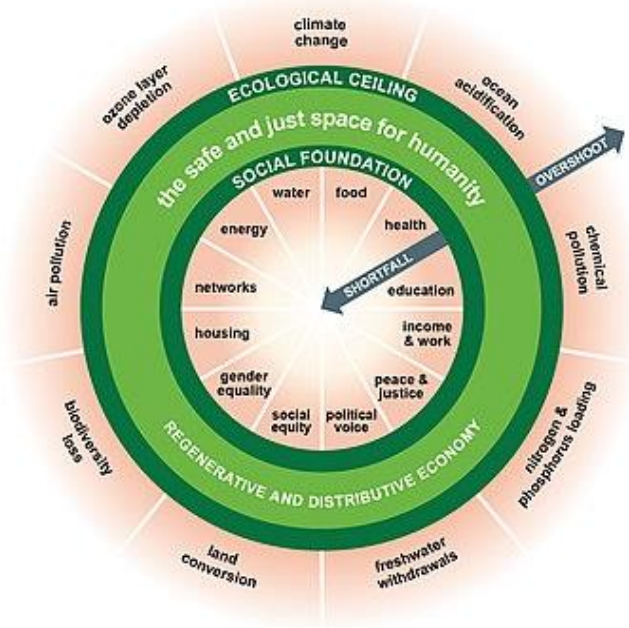 climate
change
ocean
acidification
chemical
pollution
nitrogen &
phosphorus loading
freshwater
withdrawals
land
conversion
biodiversity
loss
air pollution
ozone layer
depletion
OVERSHOOT
ECOLOGICAL CEILING
the safe and just space for humanity
SOCIAL FOUNDATION
water
food
health
SHORTFALL
education
income
& work
peace &
justice
political
voice
social
equity
gender
equality
housing
networks
energy
REGENERATIVE AND DISTRIBUTIVE ECONOMY